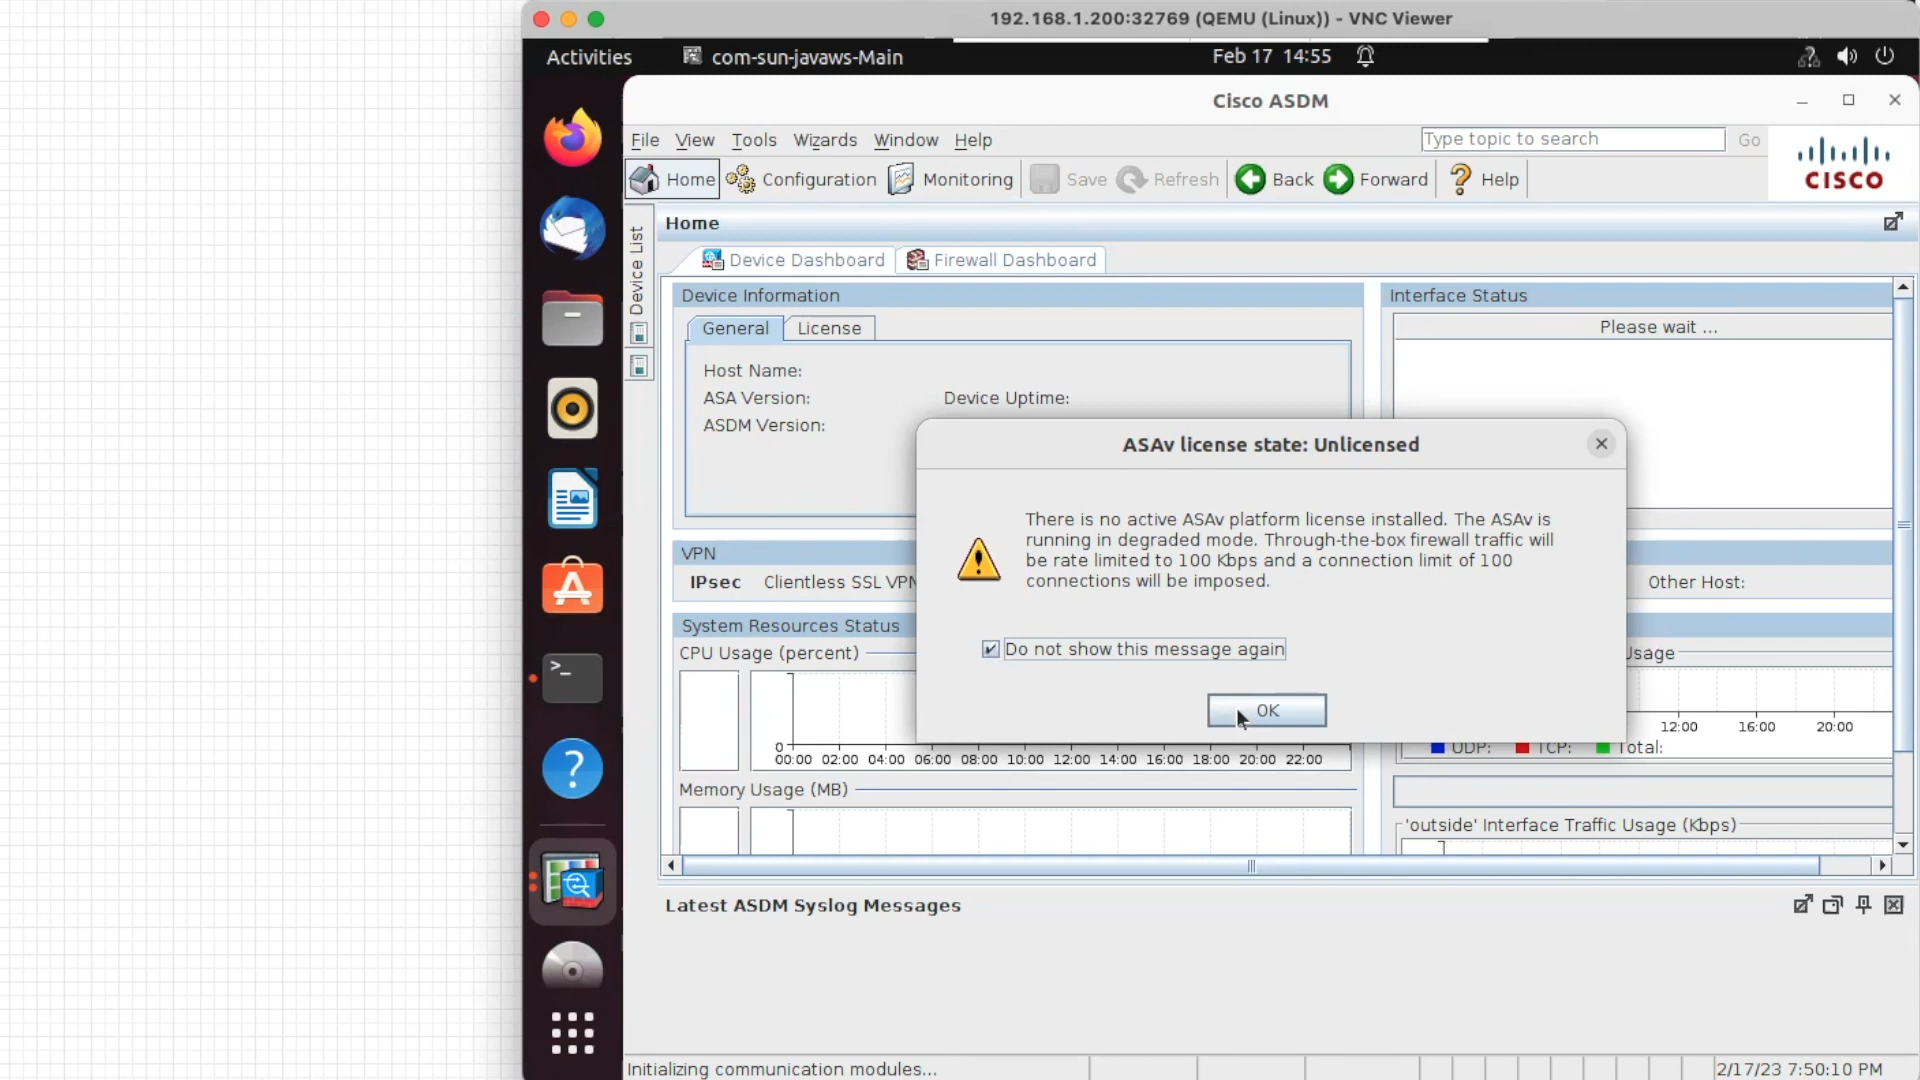 192.168.1.200:32769 (QEMU (Linux)) - VNC Viewer
Activities
com-sun-javaws-Main
Feb 17 14:55
Cisco ASDM
File View Tools Wizards Window Help
Type topic to search
Go
Home Configuration Monitoring Save Refresh Back Forward Help
CISCO
Home
Device List
Device Dashboard
Firewall Dashboard
Device Information
General License
Host Name:
ASA Version:
Device Uptime:
ASDM Version:
Interface Status
Please wait ...
ASAv license state: Unlicensed
There is no active ASAv platform license installed. The ASAv is
running in degraded mode. Through-the-box firewall traffic will
be rate limited to 100 Kbps and a connection limit of 100
connections will be imposed.
Do not show this message again
OK
VPN
IPsec Clientless SSL VPN
Other Host:
System Resources Status
CPU Usage (percent)
0
00:00 02:00 04:00 06:00 08:00 10:00 12:00 14:00 16:00 18:00 20:00 22:00
Memory Usage (MB)
Usage
12:00 16:00 20:00
UDP: TCP: Total:
'outside' Interface Traffic Usage (Kbps)
Latest ASDM Syslog Messages
Initializing communication modules...
2/17/23 7:50:10 PM